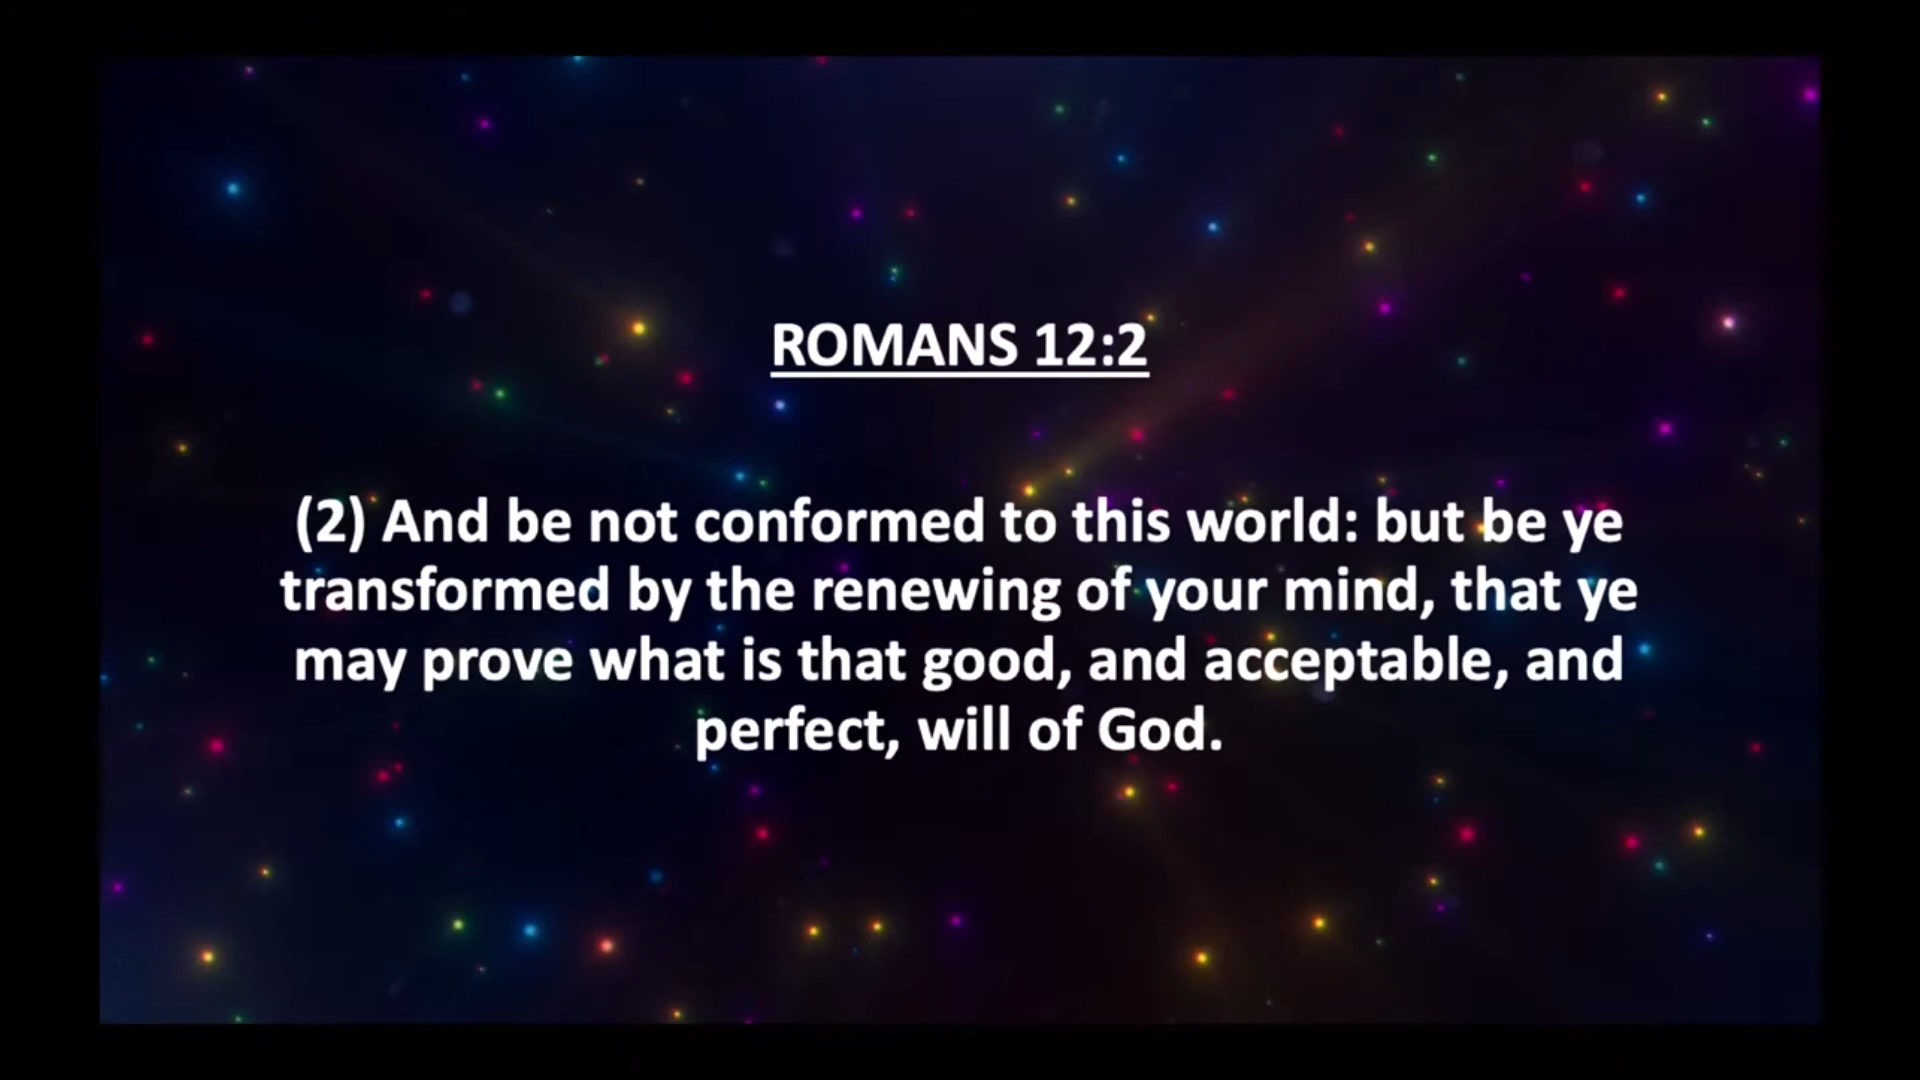 ROMANS 12:2
(2) And be not conformed to this world: but be ye
transformed by the renewing of your mind, that ye
may prove what is that good, and acceptable, and
perfect, will of God.